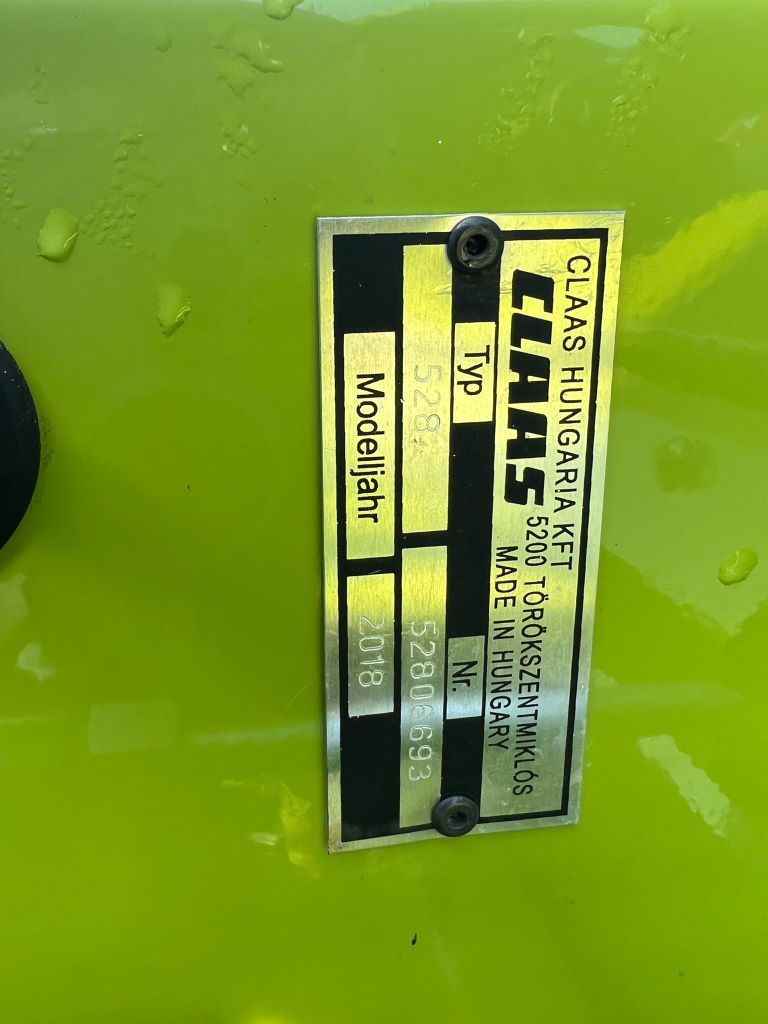 CLAAS HUNGARIA KFT
CLAAS 5200 TÖRÖKSZENTMIKLÓS
MADE IN HUNGARY
Typ Nr.
528. 52806693
Modelljahr 2018